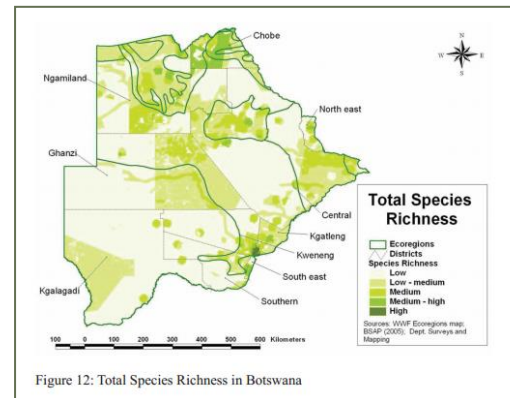 Chobe
N
W E
S
Ngamiland
North east
Ghanzi
Total Species
Richness
Ecoregions
Districts
Species Richness
Low
Low - medium
Medium
Medium - high
High
Sources: WWF Ecoregions map;
BSAP (2005); Dept. Surveys and
Mapping
Central
Kgatleng
Kweneng
South east
Kgalagadi
Southern
100 0 100 200 300 400 500 600 Kilometers
Figure 12: Total Species Richness in Botswana